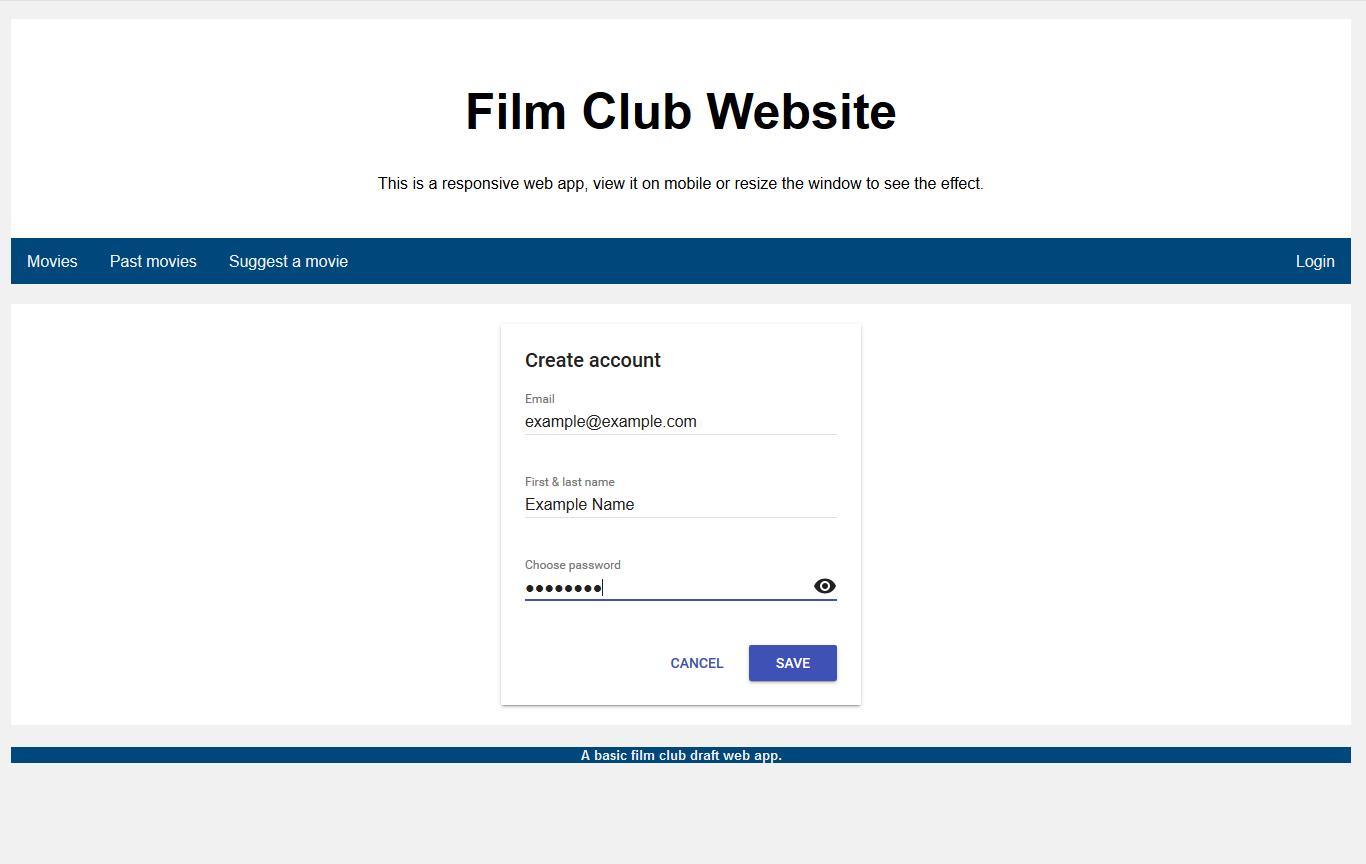 Film Club Website
This is a responsive web app, view it on mobile or resize the window to see the effect.
Movies Past movies Suggest a movie Login
Create account
Email
example@example.com
First & last name
Example Name
Choose password
●●●●●●●●
CANCEL SAVE
A basic film club draft web app.